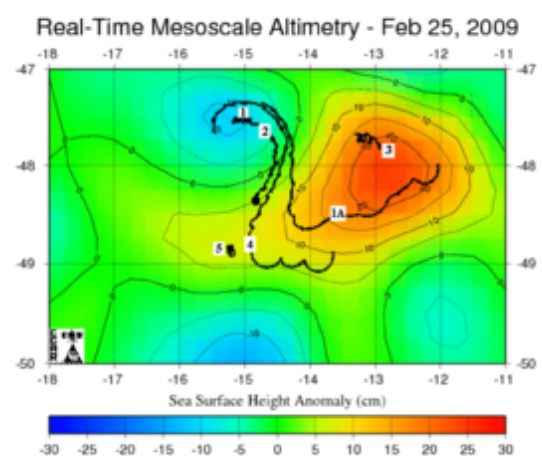 Real-Time Mesoscale Altimetry - Feb 25, 2009
-18 -17 -16 -15 -14 -13 -12 -11
-47 -47
1
2
3
-48 -48
1A
5 4
-49 -49
-10
-50 -50
-18 -17 -16 -15 -14 -13 -12 -11
Sea Surface Height Anomaly (cm)
-30 -25 -20 -15 -10 -5 0 5 10 15 20 25 30